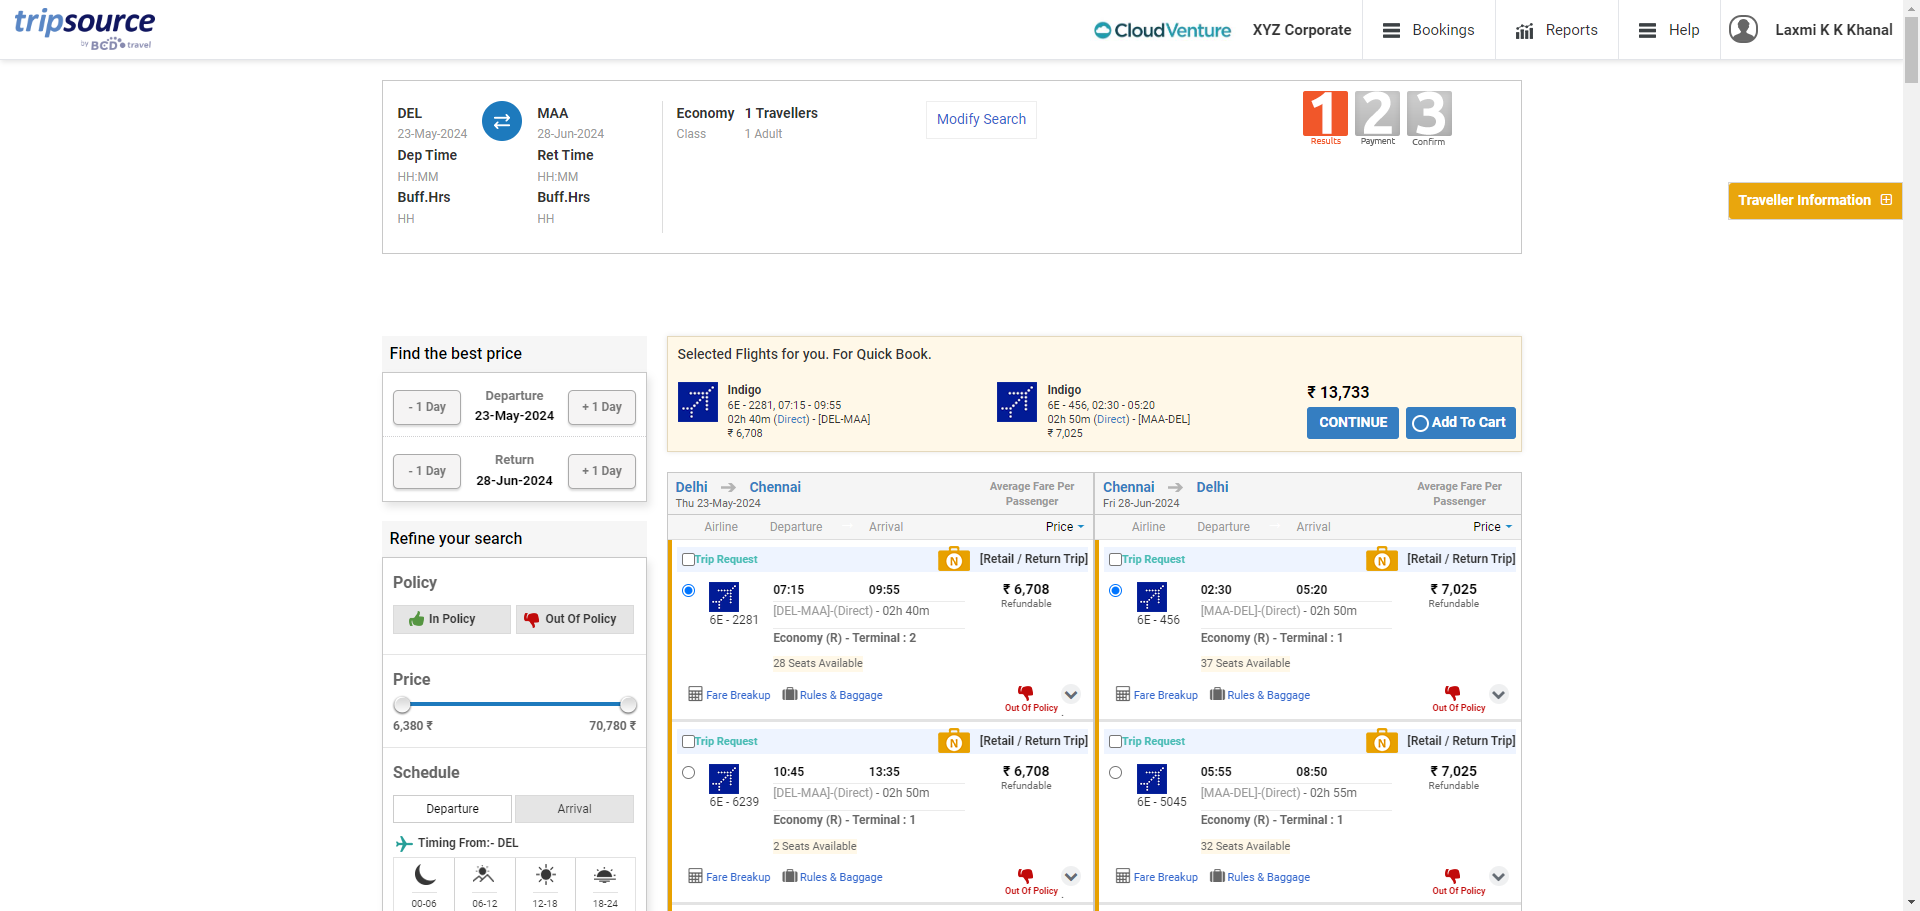 tripsource
by BCD travel
CloudVenture
XYZ Corporate
Bookings
Reports
Help
Laxmi K K Khanal
DEL
23-May-2024
Dep Time
HH:MM
Buff.Hrs
HH
MAA
28-Jun-2024
Ret Time
HH:MM
Buff.Hrs
HH
Economy
Class
1 Travellers
1 Adult
Modify Search
1 2 3
Results Payment Confirm
Traveller Information
Find the best price
- 1 Day
Departure
23-May-2024
+ 1 Day
- 1 Day
Return
28-Jun-2024
+ 1 Day
Refine your search
Policy
In Policy
Out Of Policy
Price
6,380 ₹
70,780 ₹
Schedule
Departure
Arrival
Timing From:- DEL
00-06 06-12 12-18 18-24
Selected Flights for you. For Quick Book.
Indigo
6E - 2281, 07:15 - 09:55
02h 40m (Direct) - [DEL-MAA]
₹ 6,708
Indigo
6E - 456, 02:30 - 05:20
02h 50m (Direct) - [MAA-DEL]
₹ 7,025
₹ 13,733
CONTINUE
Add To Cart
Delhi Chennai
Thu 23-May-2024
Average Fare Per
Passenger
Airline Departure Arrival Price
Trip Request N [Retail / Return Trip]
07:15 09:55 ₹ 6,708
[DEL-MAA]-(Direct) - 02h 40m Refundable
6E - 2281
Economy (R) - Terminal : 2
28 Seats Available
Fare Breakup Rules & Baggage
Out Of Policy
Trip Request N [Retail / Return Trip]
10:45 13:35 ₹ 6,708
[DEL-MAA]-(Direct) - 02h 50m Refundable
6E - 6239
Economy (R) - Terminal : 1
2 Seats Available
Fare Breakup Rules & Baggage
Out Of Policy
Chennai Delhi
Fri 28-Jun-2024
Average Fare Per
Passenger
Airline Departure Arrival Price
Trip Request N [Retail / Return Trip]
02:30 05:20 ₹ 7,025
[MAA-DEL]-(Direct) - 02h 50m Refundable
6E - 456
Economy (R) - Terminal : 1
37 Seats Available
Fare Breakup Rules & Baggage
Out Of Policy
Trip Request N [Retail / Return Trip]
05:55 08:50 ₹ 7,025
[MAA-DEL]-(Direct) - 02h 55m Refundable
6E - 5045
Economy (R) - Terminal : 1
32 Seats Available
Fare Breakup Rules & Baggage
Out Of Policy